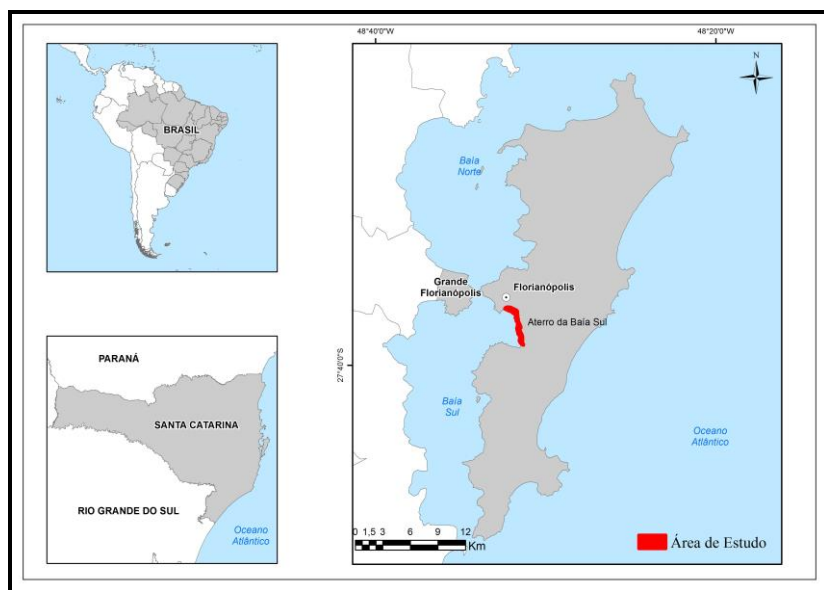 48°40'0"W
48°20'0"W
N
BRASIL
Baía
Norte
Grande
Florianópolis
Florianópolis
Aterro da Baía Sul
27°40'0"S
Baía
Sul
Oceano
Atlântico
PARANÁ
SANTA CATARINA
RIO GRANDE DO SUL
Oceano
Atlântico
0 1,5 3 6 9 12
Km
Área de Estudo